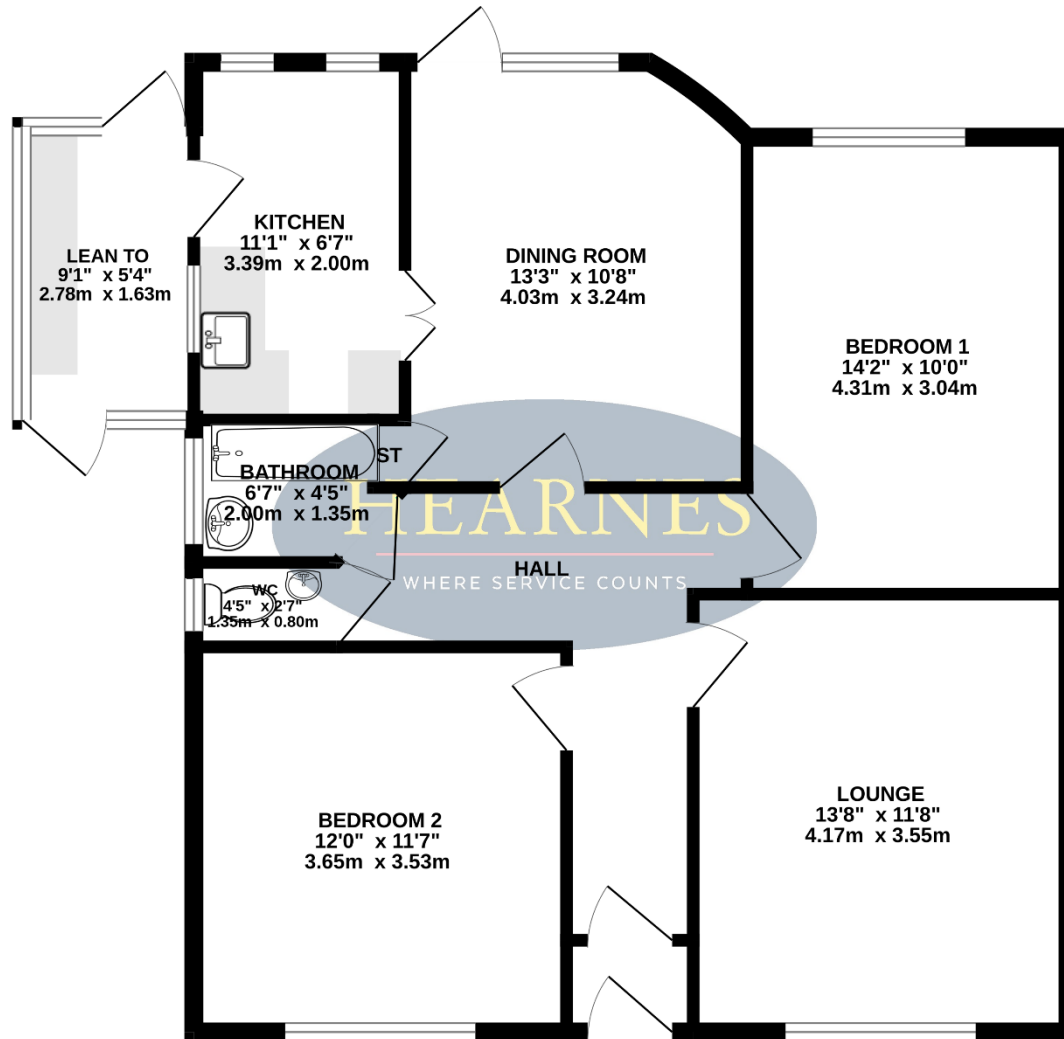 KITCHEN
11'1" x 6'7"
3.39m x 2.00m
LEAN TO
9'1" x 5'4"
2.78m x 1.63m
DINING ROOM
13'3" x 10'8"
4.03m x 3.24m
BEDROOM 1
14'2" x 10'0"
4.31m x 3.04m
ST
BATHROOM
6'7" x 4'5"
2.00m x 1.35m
HEARNES
WHERE SERVICE COUNTS
HALL
WC
4'5" x 2'7"
1.35m x 0.80m
BEDROOM 2
12'0" x 11'7"
3.65m x 3.53m
LOUNGE
13'8" x 11'8"
4.17m x 3.55m